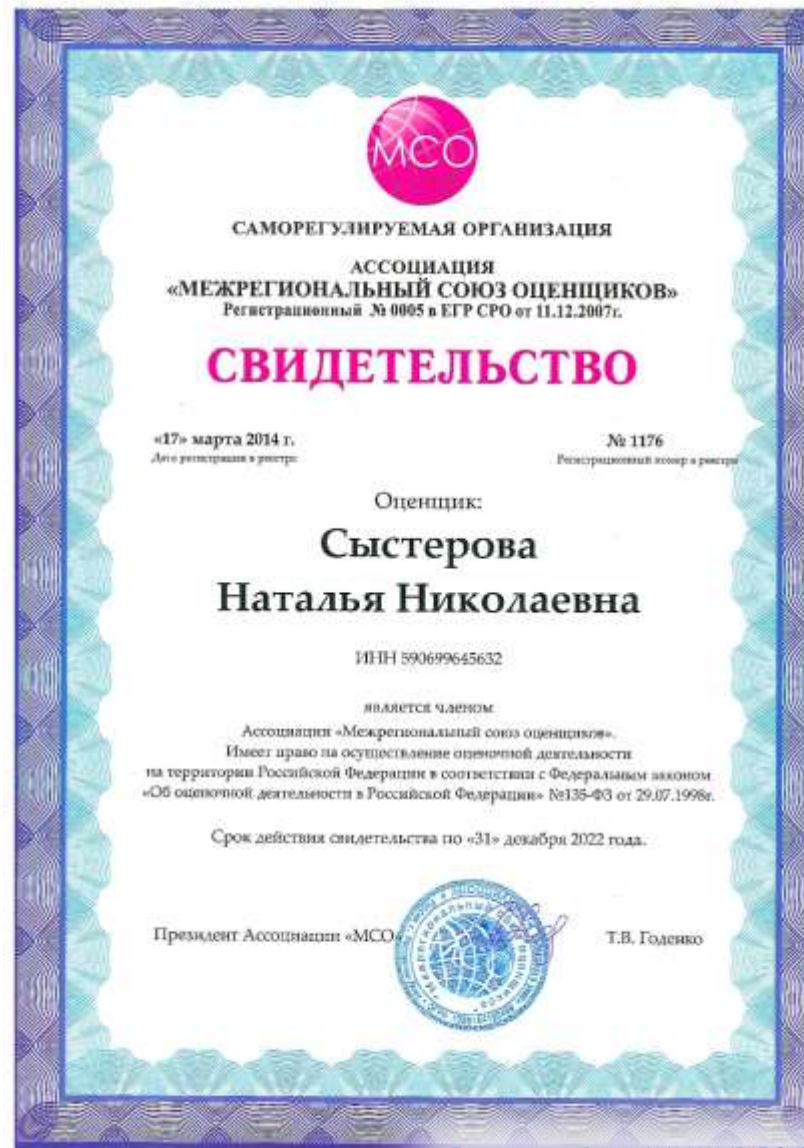 МСО
САМОРЕГУЛИРУЕМАЯ ОРГАНИЗАЦИЯ
АССОЦИАЦИЯ
«МЕЖРЕГИОНАЛЬНЫЙ СОЮЗ ОЦЕНЩИКОВ»
Регистрационный № 0005 в ЕГР СРО от 11.12.2007г.
СВИДЕТЕЛЬСТВО
«17» марта 2014 г.
Дата регистрации в реестре
№ 1176
Регистрационный номер в реестре
Оценщик:
Сыстерова
Наталья Николаевна
ИНН 590699645632
является членом
Ассоциации «Межрегиональный союз оценщиков».
Имеет право на осуществление оценочной деятельности
на территории Российской Федерации в соответствии с Федеральным законом
«Об оценочной деятельности в Российской Федерации» №135-ФЗ от 29.07.1998г.
Срок действия свидетельства по «31» декабря 2022 года.
Президент Ассоциации «МСО»
Т.В. Годенко